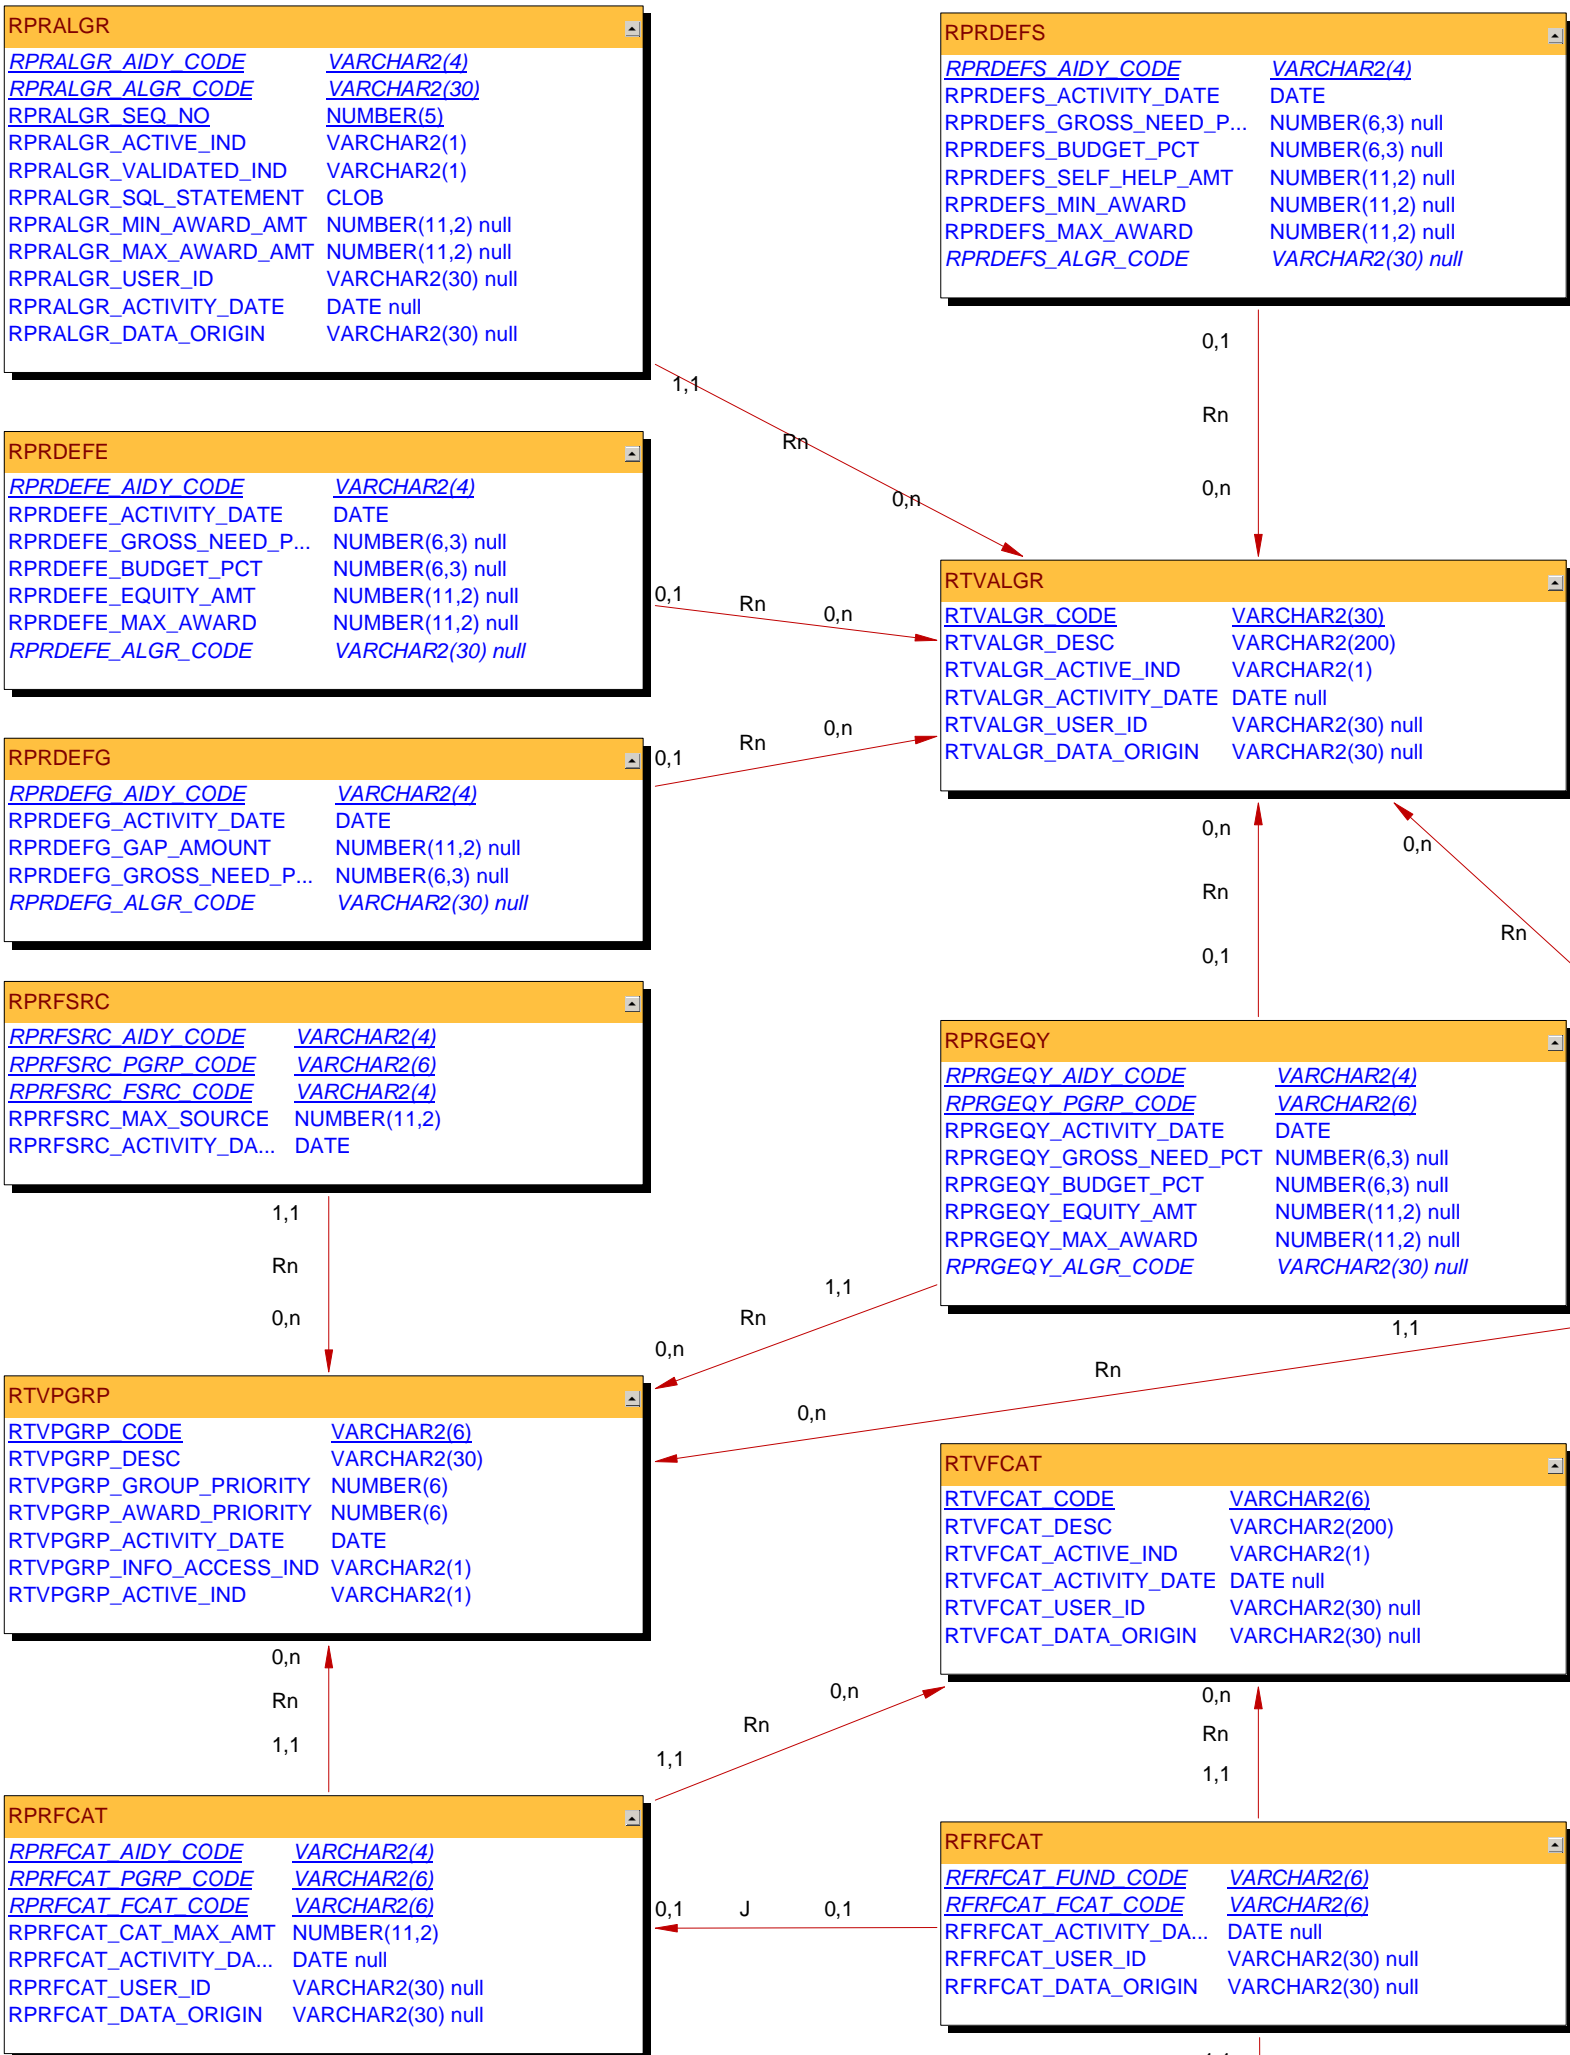 RPRALGR
RPRALGR_AIDY_CODE VARCHAR2(4)
RPRALGR_ALGR_CODE VARCHAR2(30)
RPRALGR_SEQ_NO NUMBER(5)
RPRALGR_ACTIVE_IND VARCHAR2(1)
RPRALGR_VALIDATED_IND VARCHAR2(1)
RPRALGR_SQL_STATEMENT CLOB
RPRALGR_MIN_AWARD_AMT NUMBER(11,2) null
RPRALGR_MAX_AWARD_AMT NUMBER(11,2) null
RPRALGR_USER_ID VARCHAR2(30) null
RPRALGR_ACTIVITY_DATE DATE null
RPRALGR_DATA_ORIGIN VARCHAR2(30) null
RPRDEFS
RPRDEFS_AIDY_CODE VARCHAR2(4)
RPRDEFS_ACTIVITY_DATE DATE
RPRDEFS_GROSS_NEED_P... NUMBER(6,3) null
RPRDEFS_BUDGET_PCT NUMBER(6,3) null
RPRDEFS_SELF_HELP_AMT NUMBER(11,2) null
RPRDEFS_MIN_AWARD NUMBER(11,2) null
RPRDEFS_MAX_AWARD NUMBER(11,2) null
RPRDEFS_ALGR_CODE VARCHAR2(30) null
0,1
Rn
0,n
1,1
Rn
0,n
RPRDEFE
RPRDEFE_AIDY_CODE VARCHAR2(4)
RPRDEFE_ACTIVITY_DATE DATE
RPRDEFE_GROSS_NEED_P... NUMBER(6,3) null
RPRDEFE_BUDGET_PCT NUMBER(6,3) null
RPRDEFE_EQUITY_AMT NUMBER(11,2) null
RPRDEFE_MAX_AWARD NUMBER(11,2) null
RPRDEFE_ALGR_CODE VARCHAR2(30) null
0,1 Rn 0,n
RTVALGR
RTVALGR_CODE VARCHAR2(30)
RTVALGR_DESC VARCHAR2(200)
RTVALGR_ACTIVE_IND VARCHAR2(1)
RTVALGR_ACTIVITY_DATE DATE null
RTVALGR_USER_ID VARCHAR2(30) null
RTVALGR_DATA_ORIGIN VARCHAR2(30) null
RPRDEFG
RPRDEFG_AIDY_CODE VARCHAR2(4)
RPRDEFG_ACTIVITY_DATE DATE
RPRDEFG_GAP_AMOUNT NUMBER(11,2) null
RPRDEFG_GROSS_NEED_P... NUMBER(6,3) null
RPRDEFG_ALGR_CODE VARCHAR2(30) null
0,1 Rn 0,n
0,n
Rn
0,1
0,n
Rn
RPRFSRC
RPRFSRC_AIDY_CODE VARCHAR2(4)
RPRFSRC_PGRP_CODE VARCHAR2(6)
RPRFSRC_FSRC_CODE VARCHAR2(4)
RPRFSRC_MAX_SOURCE NUMBER(11,2)
RPRFSRC_ACTIVITY_DA... DATE
RPRGEQY
RPRGEQY_AIDY_CODE VARCHAR2(4)
RPRGEQY_PGRP_CODE VARCHAR2(6)
RPRGEQY_ACTIVITY_DATE DATE
RPRGEQY_GROSS_NEED_PCT NUMBER(6,3) null
RPRGEQY_BUDGET_PCT NUMBER(6,3) null
RPRGEQY_EQUITY_AMT NUMBER(11,2) null
RPRGEQY_MAX_AWARD NUMBER(11,2) null
RPRGEQY_ALGR_CODE VARCHAR2(30) null
1,1
Rn
0,n
1,1
Rn
0,n
1,1
Rn
0,n
RTVPGRP
RTVPGRP_CODE VARCHAR2(6)
RTVPGRP_DESC VARCHAR2(30)
RTVPGRP_GROUP_PRIORITY NUMBER(6)
RTVPGRP_AWARD_PRIORITY NUMBER(6)
RTVPGRP_ACTIVITY_DATE DATE
RTVPGRP_INFO_ACCESS_IND VARCHAR2(1)
RTVPGRP_ACTIVE_IND VARCHAR2(1)
RTVFCAT
RTVFCAT_CODE VARCHAR2(6)
RTVFCAT_DESC VARCHAR2(200)
RTVFCAT_ACTIVE_IND VARCHAR2(1)
RTVFCAT_ACTIVITY_DATE DATE null
RTVFCAT_USER_ID VARCHAR2(30) null
RTVFCAT_DATA_ORIGIN VARCHAR2(30) null
0,n
Rn
1,1
0,n
Rn
1,1
0,n
Rn
1,1
RPRFCAT
RPRFCAT_AIDY_CODE VARCHAR2(4)
RPRFCAT_PGRP_CODE VARCHAR2(6)
RPRFCAT_FCAT_CODE VARCHAR2(6)
RPRFCAT_CAT_MAX_AMT NUMBER(11,2)
RPRFCAT_ACTIVITY_DA... DATE null
RPRFCAT_USER_ID VARCHAR2(30) null
RPRFCAT_DATA_ORIGIN VARCHAR2(30) null
0,1 J 0,1
RFRFCAT
RFRFCAT_FUND_CODE VARCHAR2(6)
RFRFCAT_FCAT_CODE VARCHAR2(6)
RFRFCAT_ACTIVITY_DA... DATE null
RFRFCAT_USER_ID VARCHAR2(30) null
RFRFCAT_DATA_ORIGIN VARCHAR2(30) null